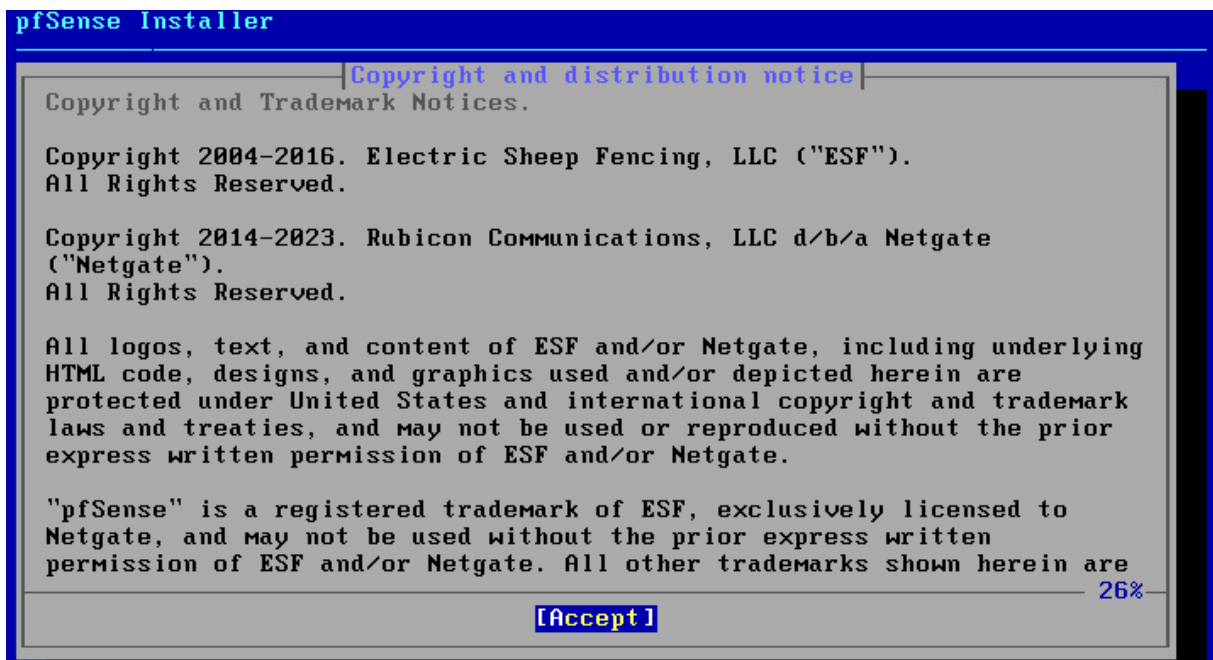 pfSense Installer
Copyright and distribution notice
Copyright and Trademark Notices.
Copyright 2004-2016. Electric Sheep Fencing, LLC ("ESF").
All Rights Reserved.
Copyright 2014-2023. Rubicon Communications, LLC d/b/a Netgate
("Netgate").
All Rights Reserved.
All logos, text, and content of ESF and/or Netgate, including underlying
HTML code, designs, and graphics used and/or depicted herein are
protected under United States and international copyright and trademark
laws and treaties, and may not be used or reproduced without the prior
express written permission of ESF and/or Netgate.
"pfSense" is a registered trademark of ESF, exclusively licensed to
Netgate, and may not be used without the prior express written
permission of ESF and/or Netgate. All other trademarks shown herein are
26%
[Accept]